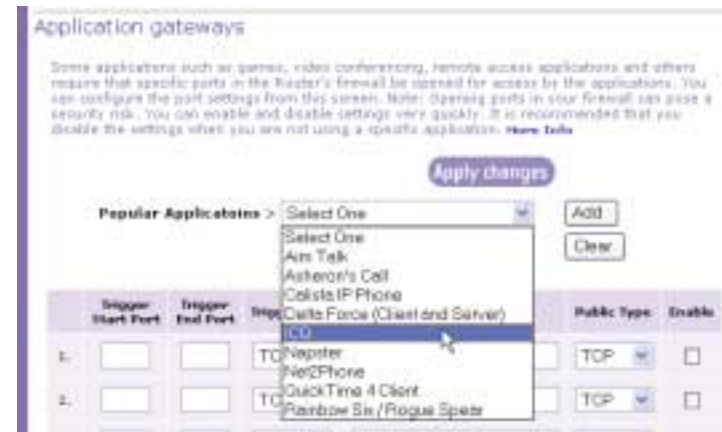 Application gateways
Some applications such as games, video conferencing, remote access applications and others
require that specific ports in the Router's firewall be opened for access by the applications. You
can configure the port settings from this screen. Note: Opening ports in your firewall can pose a
security risk. You can enable and disable settings very quickly. It is recommended that you
disable the settings when you are not using a specific application. More Info
Apply changes
Popular Applicatoins > Select One Add
Clear
Select One
Aim Talk
Asheron's Call
Calista IP Phone
Delta Force (Client and Server)
ICQ
Napster
Net2Phone
QuickTime 4 Client
Rainbow Six / Rogue Spear
Trigger Start Port Trigger End Port Public Type Enable
1. TCP
2. TCP